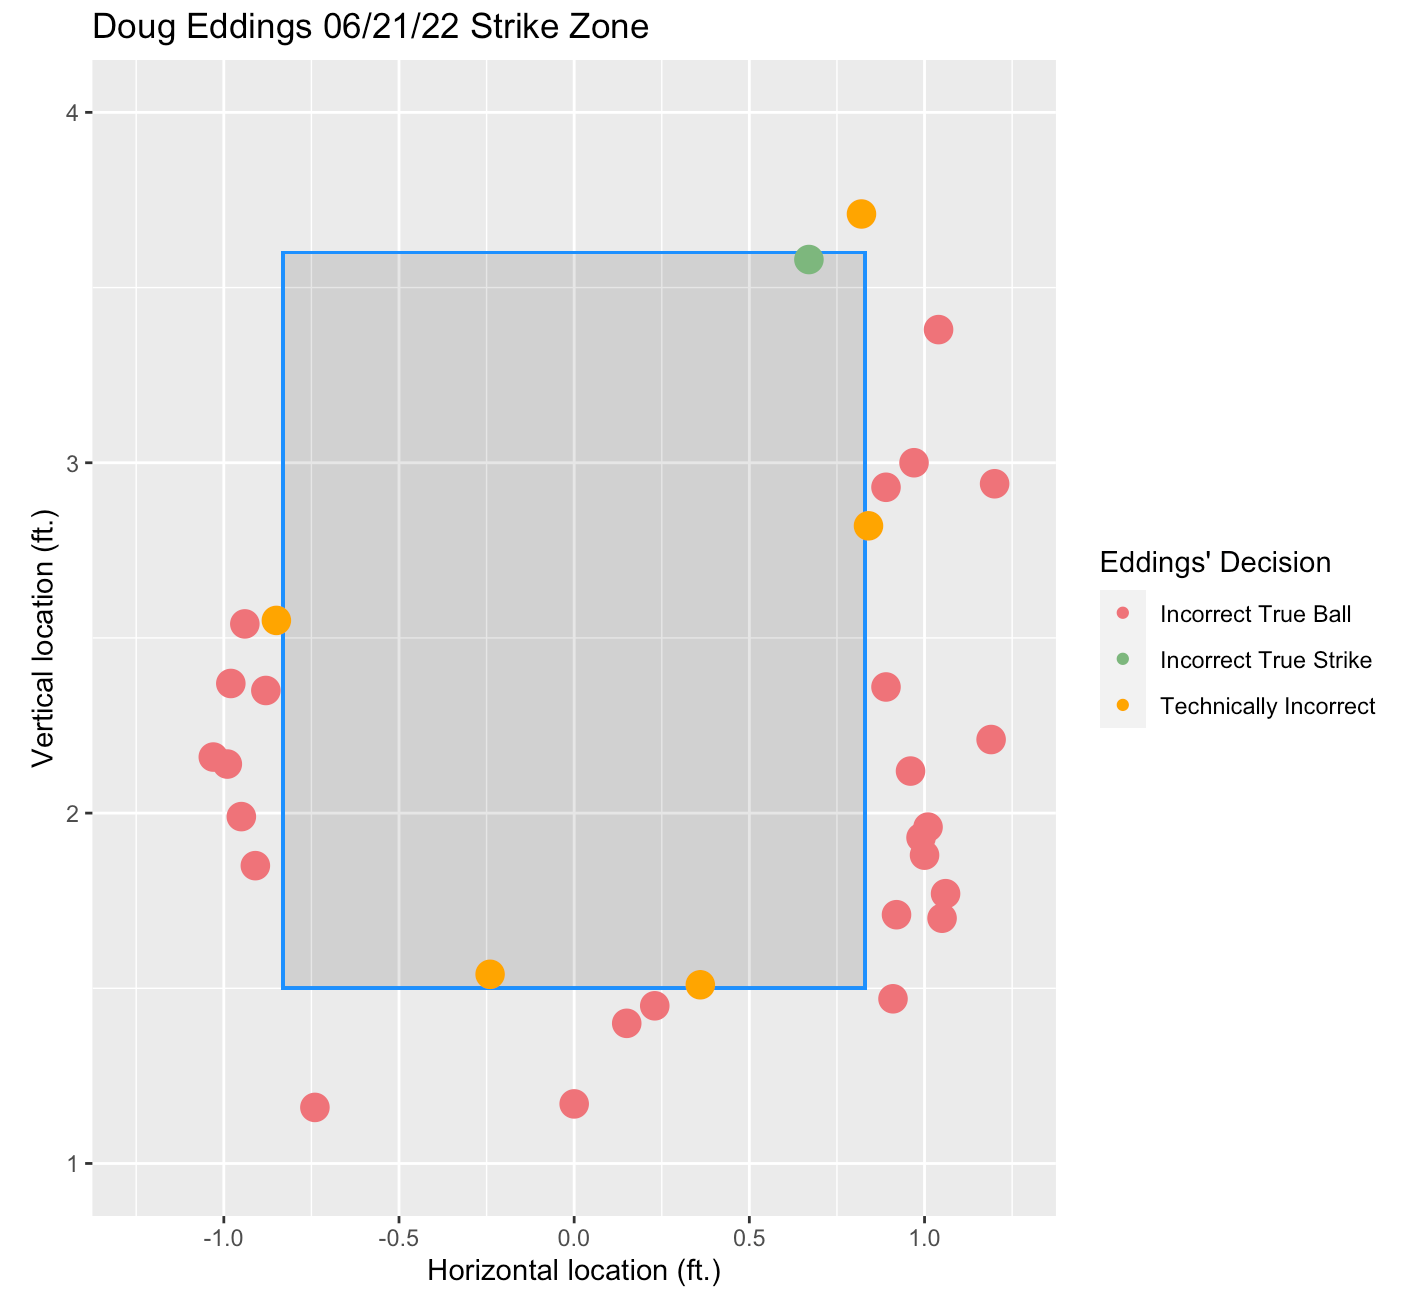 Doug Eddings 06/21/22 Strike Zone
4
3
2
1
Vertical location (ft.)
-1.0
-0.5
0.0
0.5
1.0
Horizontal location (ft.)
Eddings' Decision
Incorrect True Ball
Incorrect True Strike
Technically Incorrect